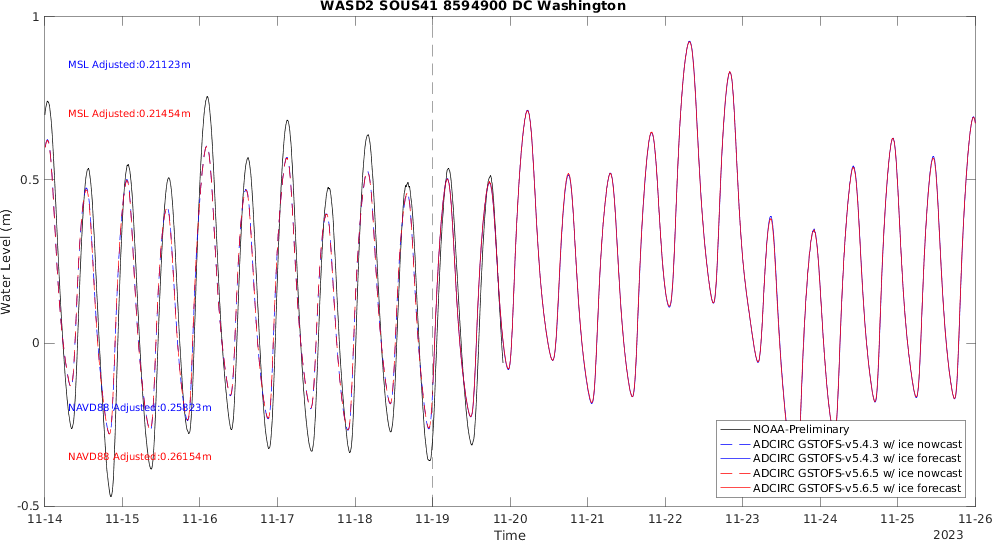 WASD2 SOUS41 8594900 DC Washington
1
MSL Adjusted:0.21123m
MSL Adjusted:0.21454m
0.5
Water Level (m)
0
NAVD88 Adjusted:0.25823m
NAVD88 Adjusted:0.26154m
-0.5
NOAA-Preliminary
ADCIRC GSTOFS-v5.4.3 w/ ice nowcast
ADCIRC GSTOFS-v5.4.3 w/ ice forecast
ADCIRC GSTOFS-v5.6.5 w/ ice nowcast
ADCIRC GSTOFS-v5.6.5 w/ ice forecast
11-14 11-15 11-16 11-17 11-18 11-19 11-20 11-21 11-22 11-23 11-24 11-25 11-26
Time
2023